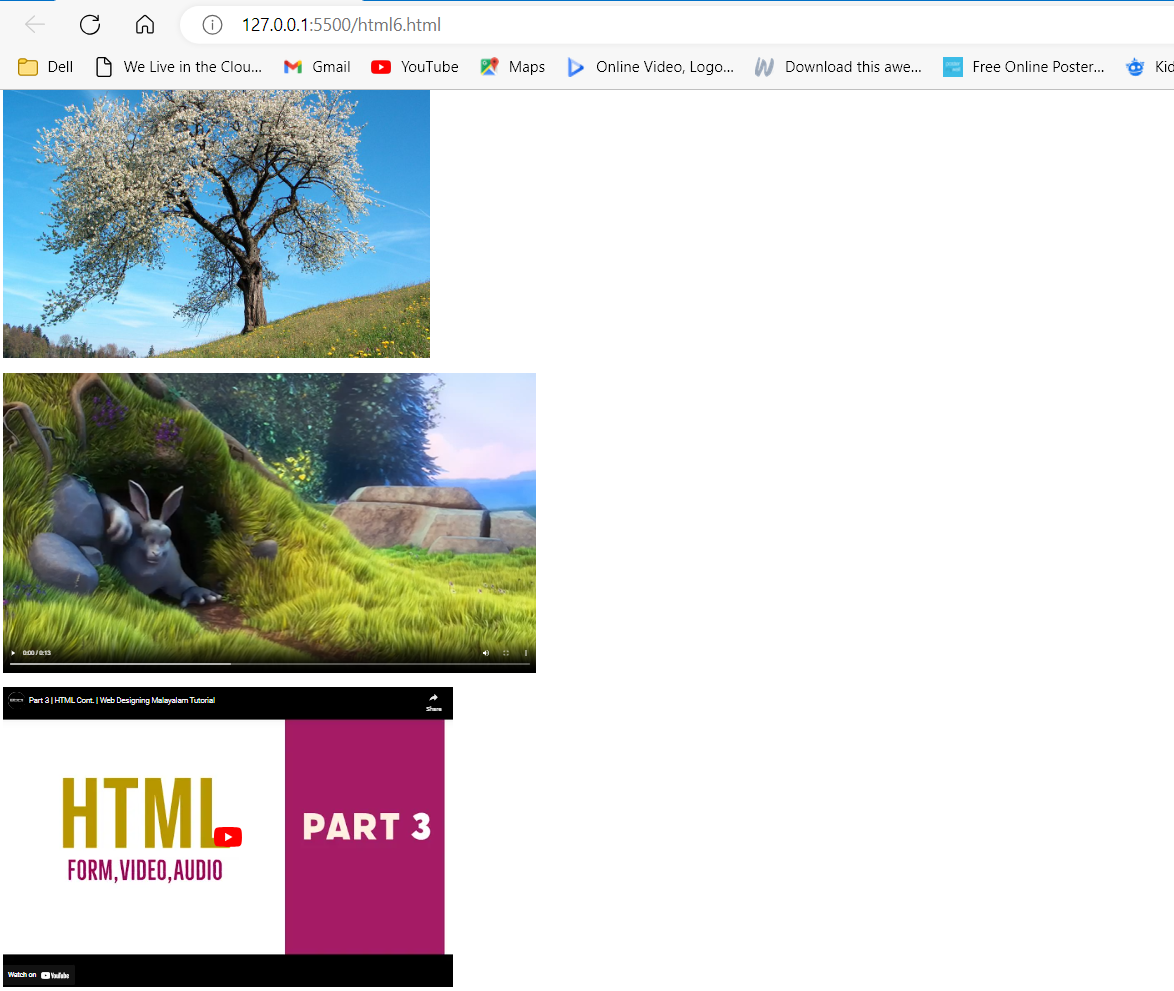 127.0.0.1:5500/html6.html
Dell We Live in the Clou... Gmail YouTube Maps Online Video, Logo... Download this awe... Free Online Poster... Kid
0:00 / 0:13
Part 3 | HTML Cont. | Web Designing Malayalam Tutorial
Share
HTML
FORM,VIDEO,AUDIO
PART 3
Watch on YouTube